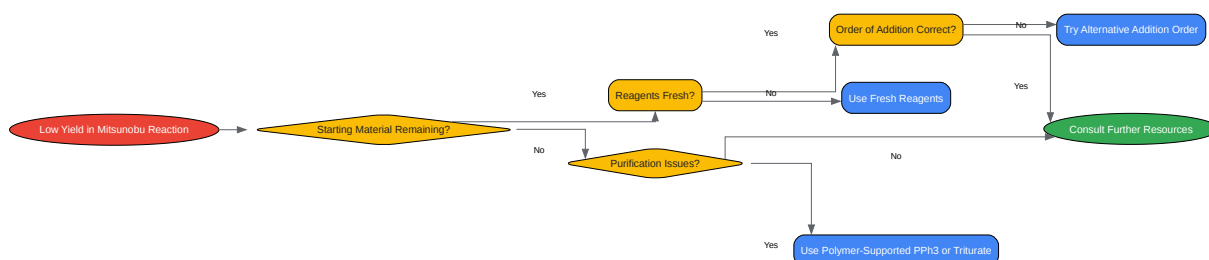 Low Yield in Mitsunobu Reaction
Starting Material Remaining?
Yes
Reagents Fresh?
Yes
Order of Addition Correct?
No
Try Alternative Addition Order
No
Use Fresh Reagents
Yes
Consult Further Resources
No
Purification Issues?
No
Yes
Use Polymer-Supported PPh3 or Triturate